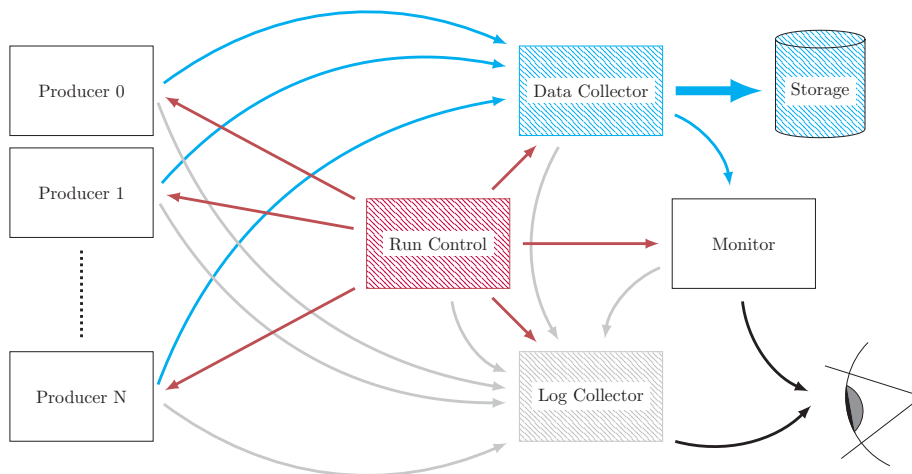 Producer 0
Data Collector
Storage
Producer 1
Run Control
Monitor
Producer N
Log Collector